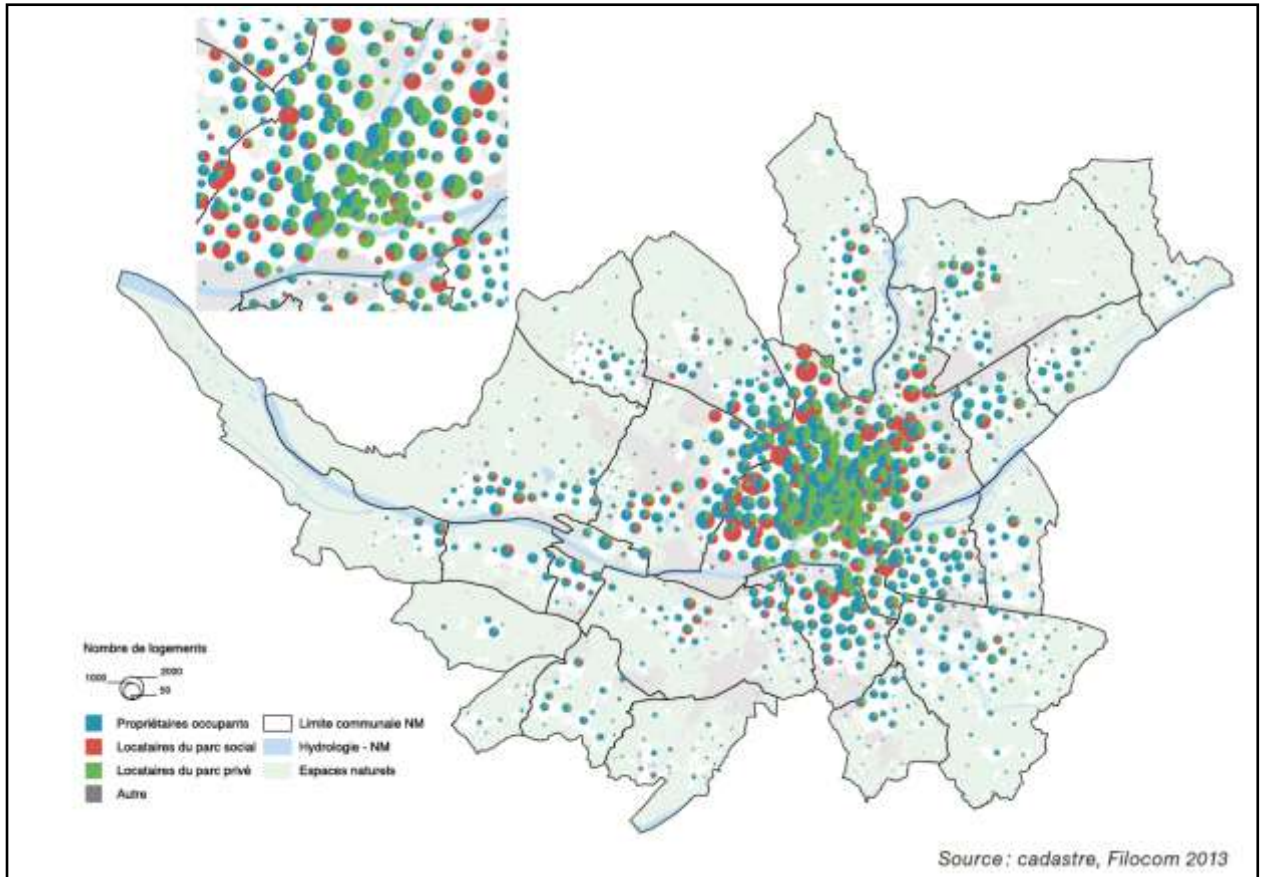 Nombre de logements
1000 2000
50
Propriétaires occupants Limite communale NM
Locataires du parc social Hydrologie - NM
Locataires du parc privé Espaces naturels
Autre
Source : cadastre, Filocom 2013